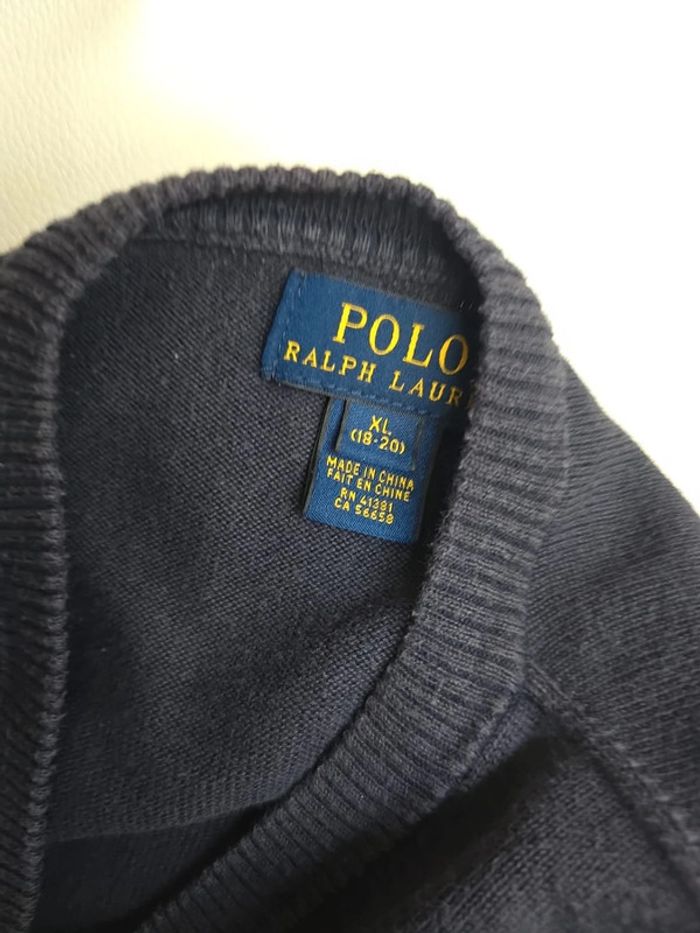 POLO
RALPH LAUR
XL
(18-20)
MADE IN CHINA
FAIT EN CHINE
RN 41381
CA 56658